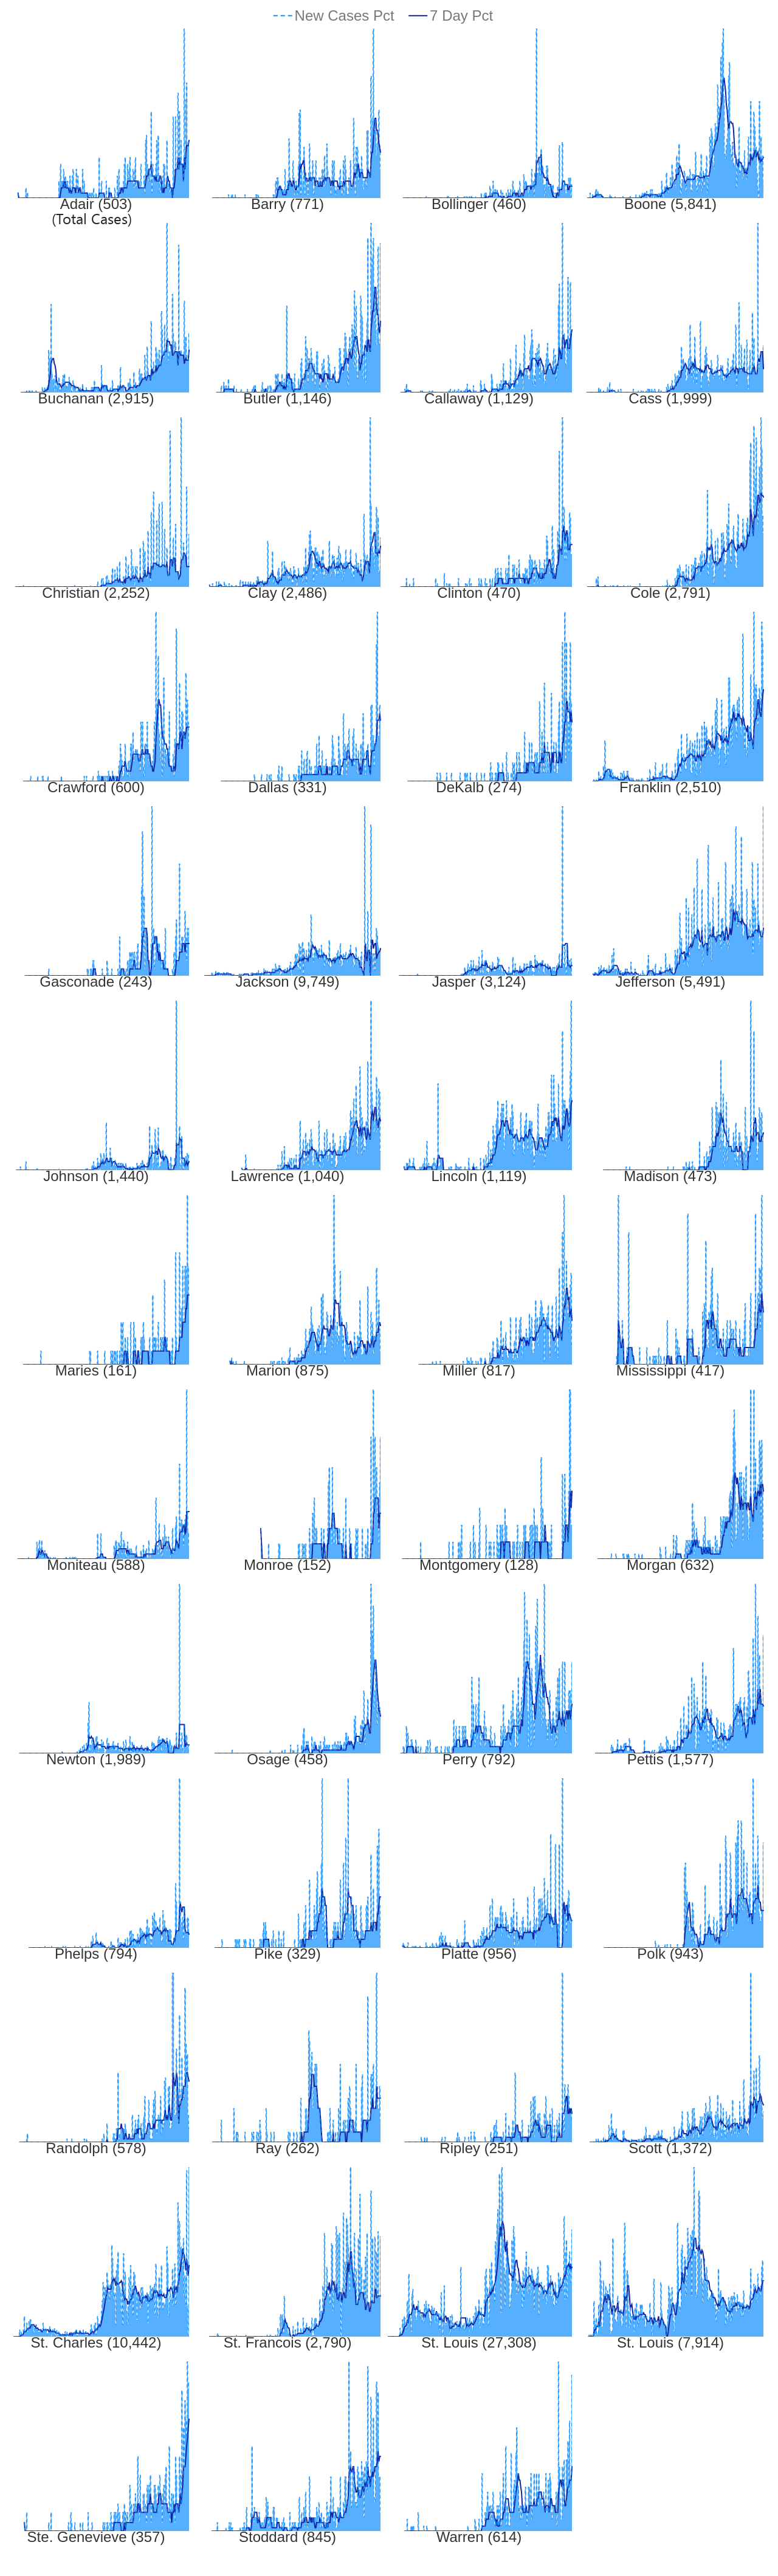 New Cases Pct 7 Day Pct
Adair (503) Barry (771) Bollinger (460) Boone (5,841)
(Total Cases)
Buchanan (2,915) Butler (1,146) Callaway (1,129) Cass (1,999)
Christian (2,252) Clay (2,486) Clinton (470) Cole (2,791)
Crawford (600) Dallas (331) DeKalb (274) Franklin (2,510)
Gasconade (243) Jackson (9,749) Jasper (3,124) Jefferson (5,491)
Johnson (1,440) Lawrence (1,040) Lincoln (1,119) Madison (473)
Maries (161) Marion (875) Miller (817) Mississippi (417)
Moniteau (588) Monroe (152) Montgomery (128) Morgan (632)
Newton (1,989) Osage (458) Perry (792) Pettis (1,577)
Phelps (794) Pike (329) Platte (956) Polk (943)
Randolph (578) Ray (262) Ripley (251) Scott (1,372)
St. Charles (10,442) St. Francois (2,790) St. Louis (27,308) St. Louis (7,914)
Ste. Genevieve (357) Stoddard (845) Warren (614)